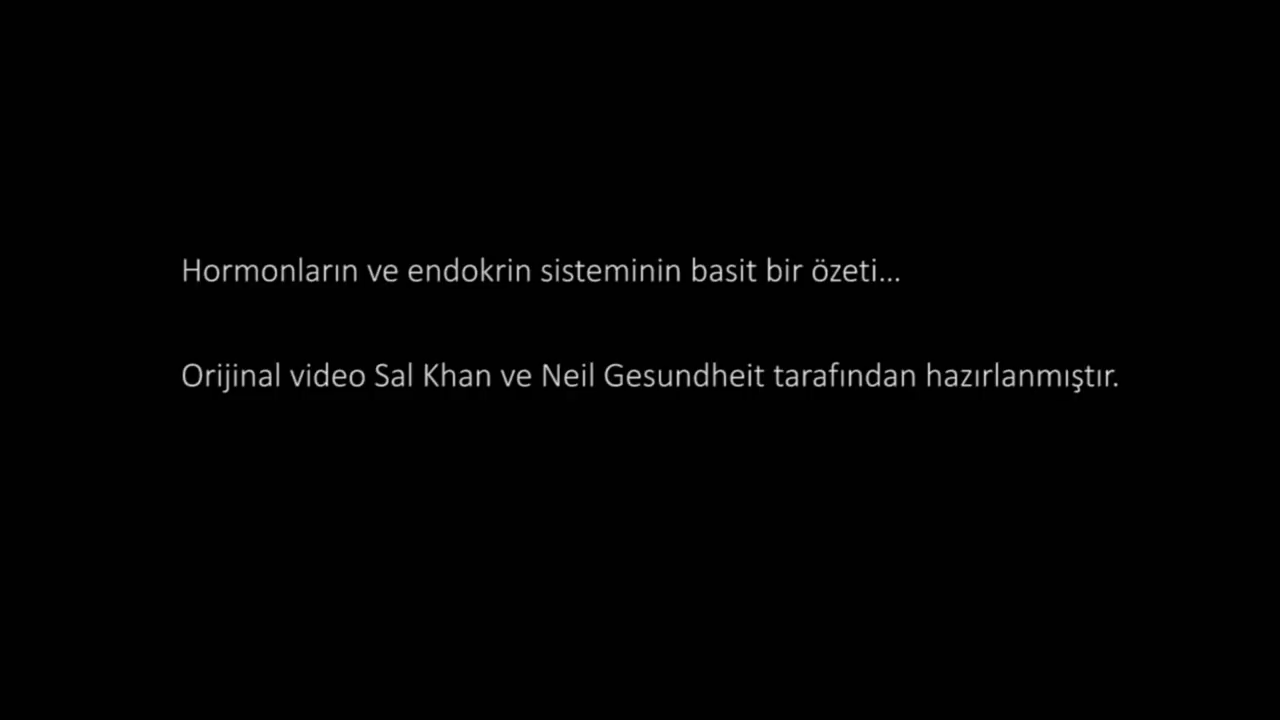 Hormonların ve endokrin sisteminin basit bir özeti...
Orijinal video Sal Khan ve Neil Gesundheit tarafından hazırlanmıştır.